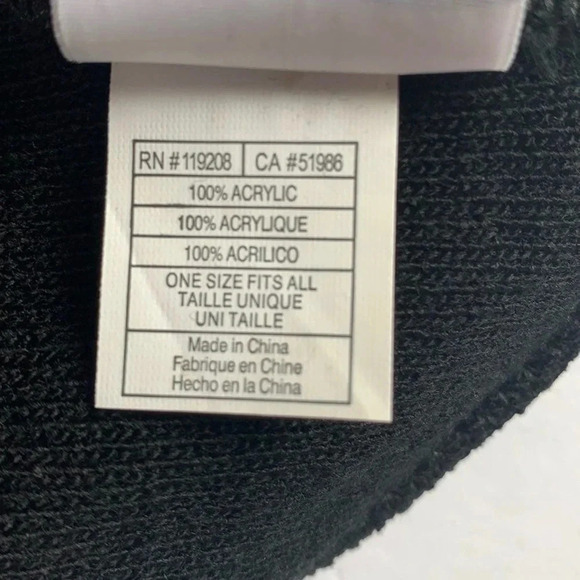 RN #119208 CA #51986
100% ACRYLIC
100% ACRYLIQUE
100% ACRILICO
ONE SIZE FITS ALL
TAILLE UNIQUE
UNI TAILLE
Made in China
Fabrique en Chine
Hecho en la China